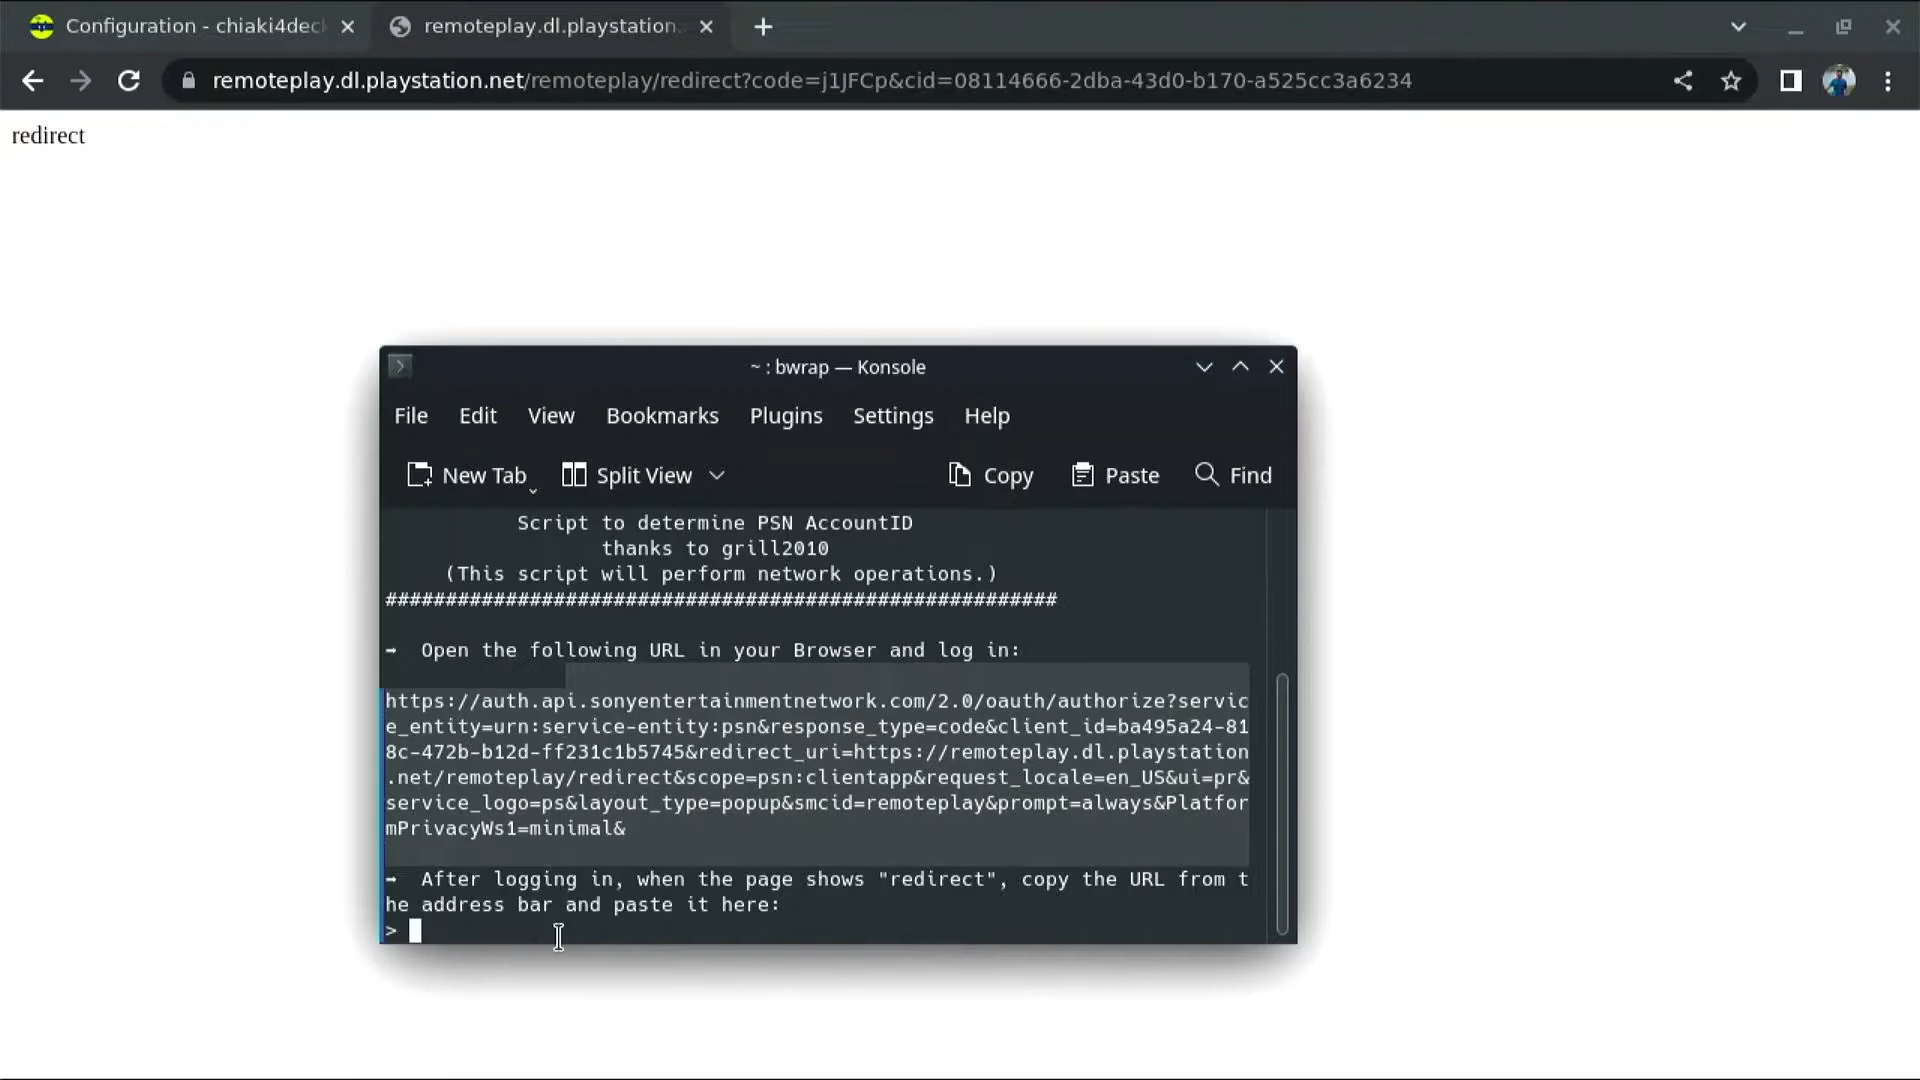 Configuration - chiaki4dec
remoteplay.dl.playstation.
remoteplay.dl.playstation.net/remoteplay/redirect?code=j1JFCp&cid=08114666-2dba-43d0-b170-a525cc3a6234
redirect
~ : bwrap — Konsole
File Edit View Bookmarks Plugins Settings Help
New Tab Split View Copy Paste Find
Script to determine PSN AccountID
thanks to grill2010
(This script will perform network operations.)
########################################################
➡ Open the following URL in your Browser and log in:
https://auth.api.sonyentertainmentnetwork.com/2.0/oauth/authorize?servic
e_entity=urn:service-entity:psn&response_type=code&client_id=ba495a24-81
8c-472b-b12d-ff231c1b5745&redirect_uri=https://remoteplay.dl.playstation
.net/remoteplay/redirect&scope=psn:clientapp&request_locale=en_US&ui=pr&
service_logo=ps&layout_type=popup&smcid=remoteplay&prompt=always&Platfor
mPrivacyWs1=minimal&
➡ After logging in, when the page shows "redirect", copy the URL from t
he address bar and paste it here:
>